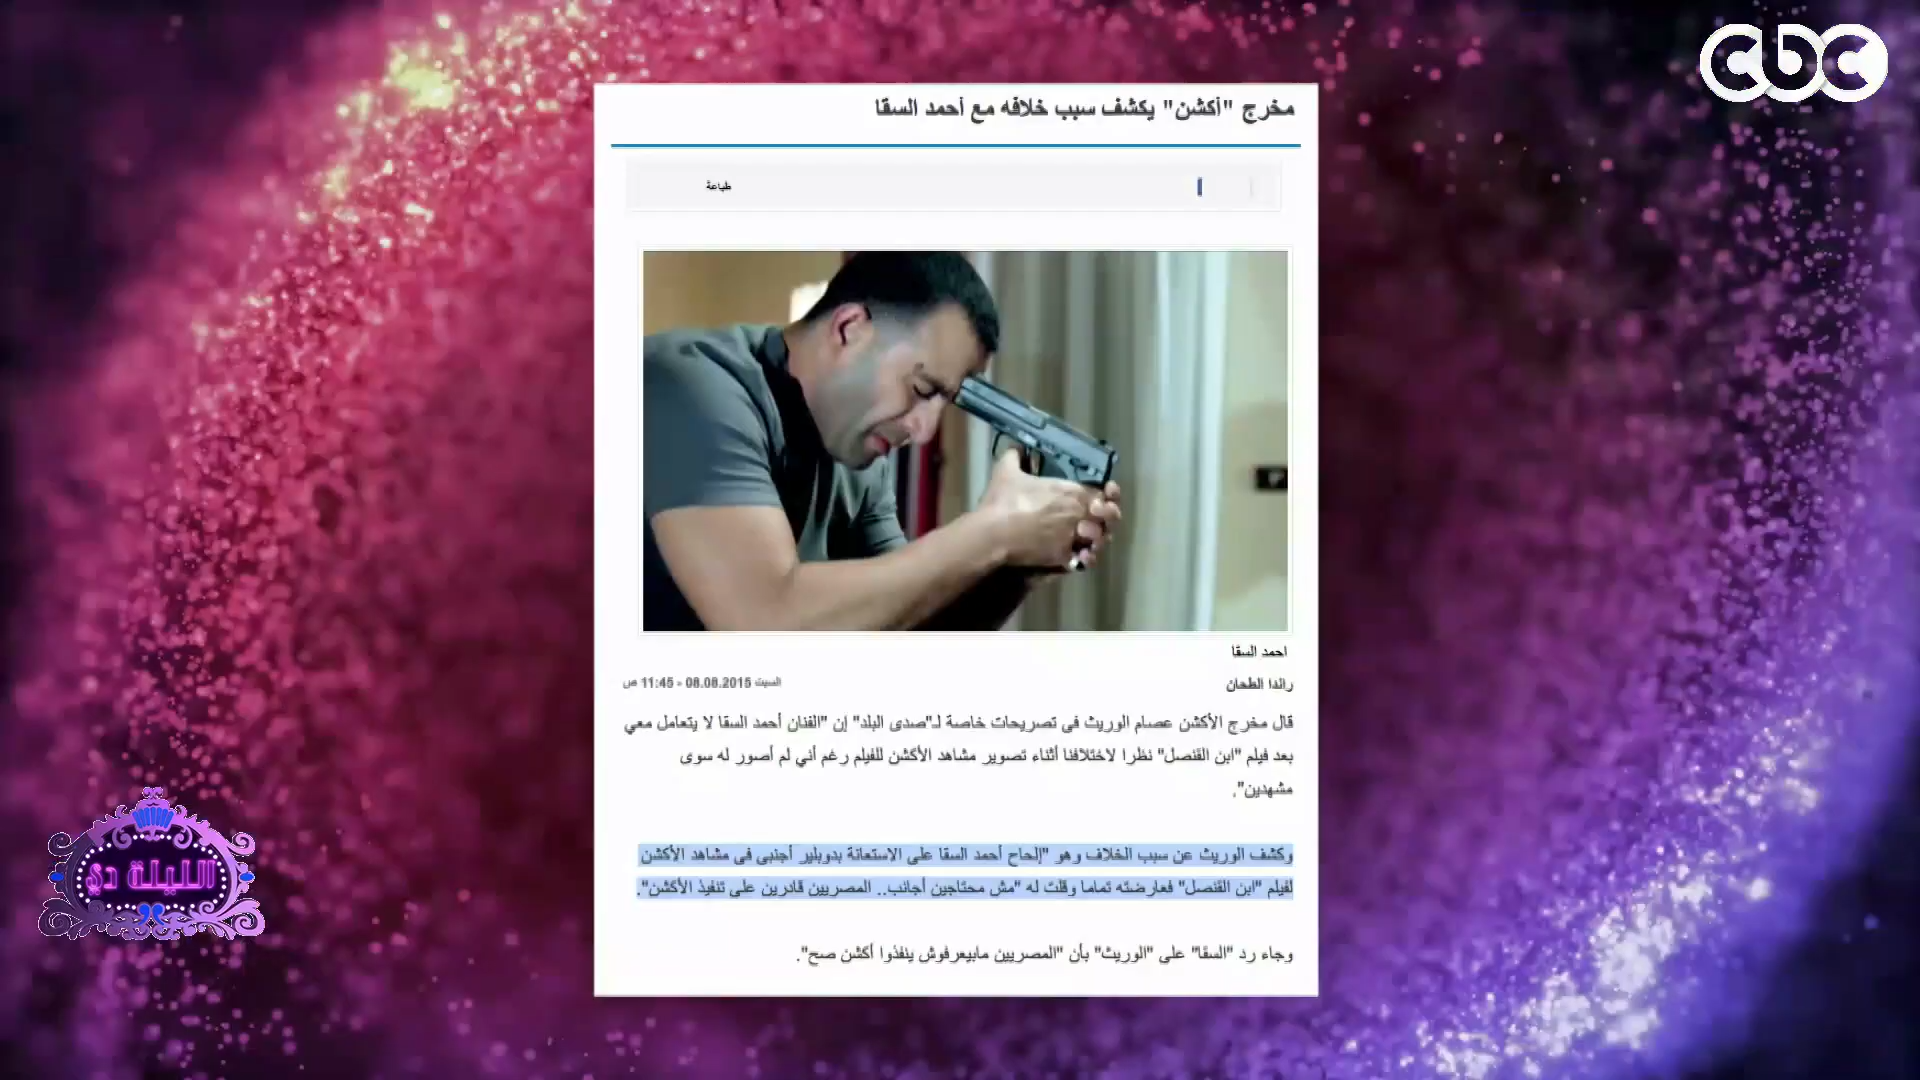 cbc
مخرج "أكشن" يكشف سبب خلافه مع أحمد السقا
طباعة
احمد السقا
راندا الطحان
السبت 08.08.2015 - 11:45 ص
قال مخرج الأكشن عصام الوريث فى تصريحات خاصة لـ"صدى البلد" إن "الفنان أحمد السقا لا يتعامل معي
بعد فيلم "ابن القنصل" نظرا لاختلافنا أثناء تصوير مشاهد الأكشن للفيلم رغم أني لم أصور له سوى
مشهدين".
وكشف الوريث عن سبب الخلاف وهو "إلحاح أحمد السقا على الاستعانة بدوبلير أجنبى فى مشاهد الأكشن
لفيلم "ابن القنصل" فعارضته تماما وقلت له "مش محتاجين أجانب.. المصريين قادرين على تنفيذ الأكشن".
وجاء رد "السقا" على "الوريث" بأن "المصريين مابيعرفوش ينفذوا أكشن صح".
الليلة دي